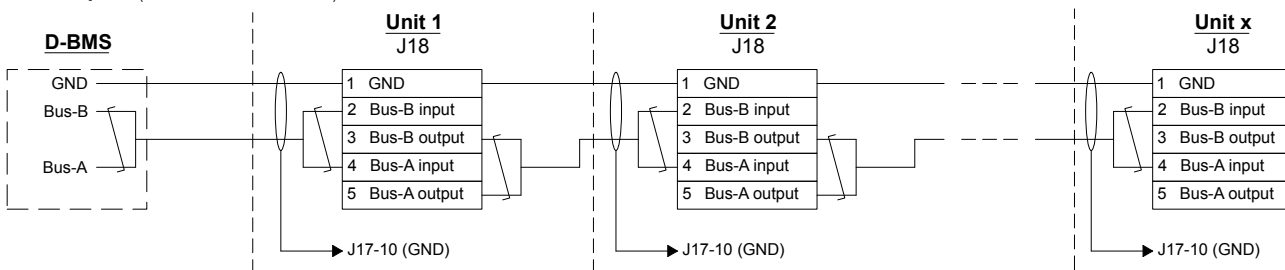 Unit 1
J18
Unit 2
J18
Unit x
J18
D-BMS
GND
Bus-B
Bus-A
1 GND
2 Bus-B input
3 Bus-B output
4 Bus-A input
5 Bus-A output
J17-10 (GND)
1 GND
2 Bus-B input
3 Bus-B output
4 Bus-A input
5 Bus-A output
J17-10 (GND)
1 GND
2 Bus-B input
3 Bus-B output
4 Bus-A input
5 Bus-A output
J17-10 (GND)